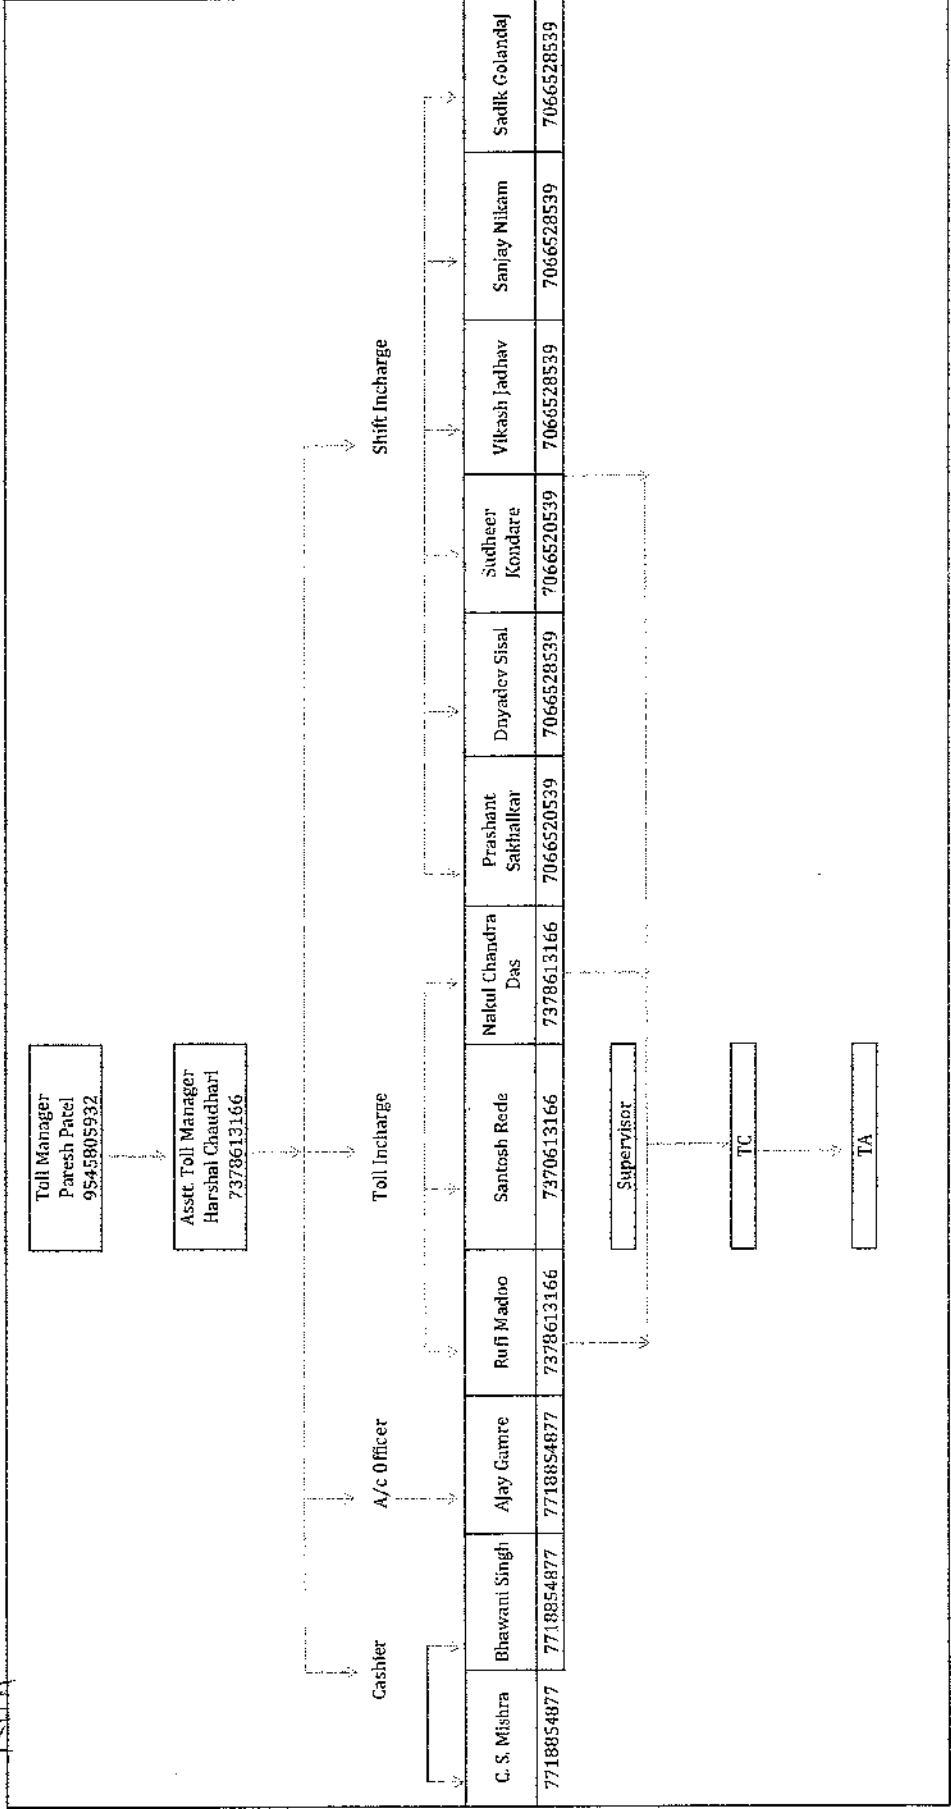 Toll Manager
Paresh Patel
9545805932
Asstt. Toll Manager
Harshal Chaudhari
7378613166
Cashier
A/c Officer
Toll Incharge
Shift Incharge
C. S. Mishra
Bhawani Singh
Ajay Gamre
Rufi Madoo
Santosh Rede
Nakul Chandra
Das
Prashant
Sakhalkar
Dnyadev Sisal
Sudheer
Kondare
Vikash Jadhav
Sanjay Nikam
Sadik Golandaj
7718854877
7718854877
7718854877
7378613166
7370613166
7378613166
7066520539
7066528539
7066520539
7066528539
7066528539
7066528539
Supervisor
TC
TA